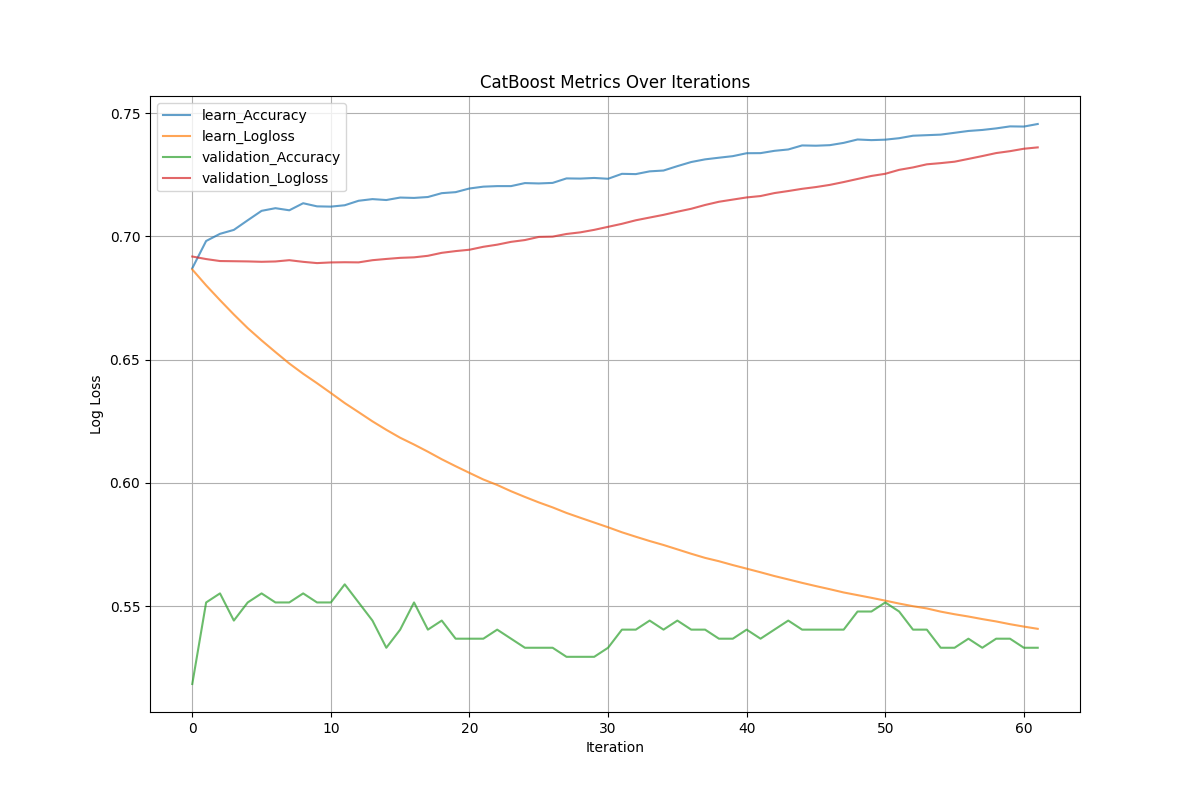 CatBoost Metrics Over Iterations
learn_Accuracy
learn_Logloss
validation_Accuracy
validation_Logloss
0.75
0.70
0.65
0.60
0.55
Log Loss
0 10 20 30 40 50 60
Iteration